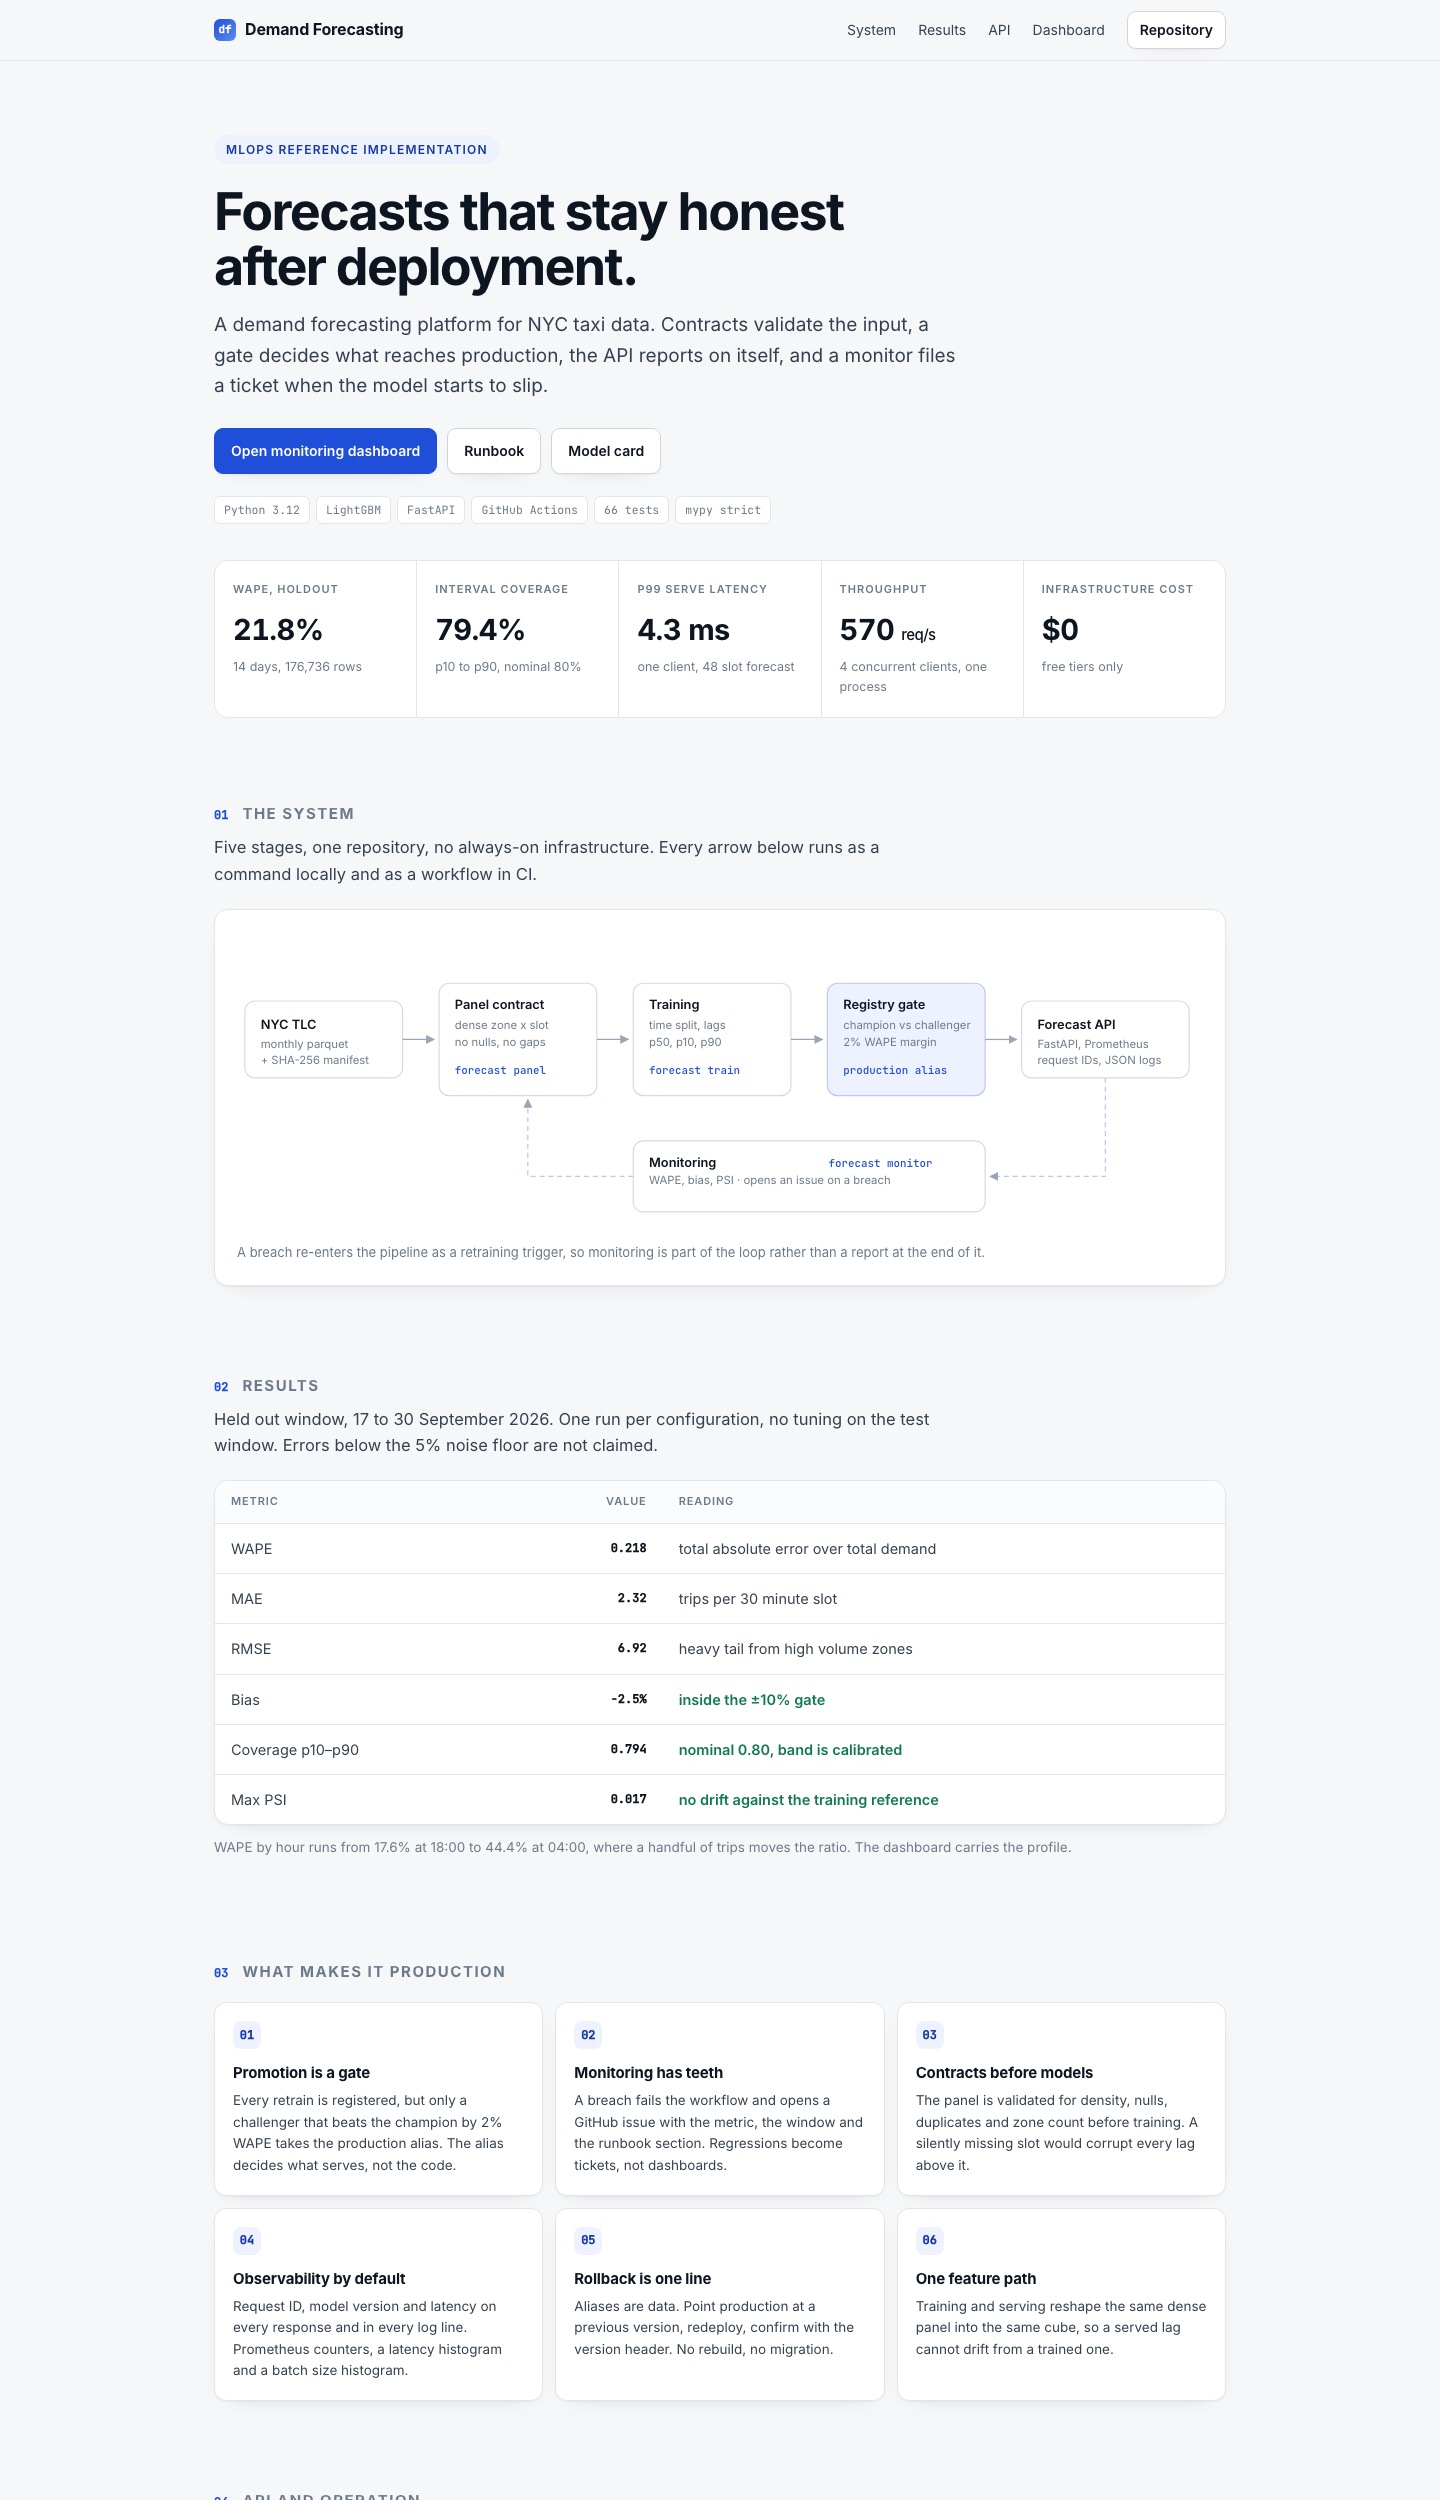 df Demand Forecasting
System Results API Dashboard Repository
MLOPS REFERENCE IMPLEMENTATION
Forecasts that stay honest
after deployment.
A demand forecasting platform for NYC taxi data. Contracts validate the input, a
gate decides what reaches production, the API reports on itself, and a monitor files
a ticket when the model starts to slip.
Open monitoring dashboard Runbook Model card
Python 3.12 LightGBM FastAPI GitHub Actions 66 tests mypy strict
WAPE, HOLDOUT
21.8%
14 days, 176,736 rows
INTERVAL COVERAGE
79.4%
p10 to p90, nominal 80%
P99 SERVE LATENCY
4.3 ms
one client, 48 slot forecast
THROUGHPUT
570 req/s
4 concurrent clients, one
process
INFRASTRUCTURE COST
$0
free tiers only
01 THE SYSTEM
Five stages, one repository, no always-on infrastructure. Every arrow below runs as a
command locally and as a workflow in CI.
NYC TLC
monthly parquet
+ SHA-256 manifest
Panel contract
dense zone x slot
no nulls, no gaps
forecast panel
Training
time split, lags
p50, p10, p90
forecast train
Registry gate
champion vs challenger
2% WAPE margin
production alias
Forecast API
FastAPI, Prometheus
request IDs, JSON logs
Monitoring forecast monitor
WAPE, bias, PSI · opens an issue on a breach
A breach re-enters the pipeline as a retraining trigger, so monitoring is part of the loop rather than a report at the end of it.
02 RESULTS
Held out window, 17 to 30 September 2026. One run per configuration, no tuning on the test
window. Errors below the 5% noise floor are not claimed.
METRIC VALUE READING
WAPE 0.218 total absolute error over total demand
MAE 2.32 trips per 30 minute slot
RMSE 6.92 heavy tail from high volume zones
Bias -2.5% inside the ±10% gate
Coverage p10–p90 0.794 nominal 0.80, band is calibrated
Max PSI 0.017 no drift against the training reference
WAPE by hour runs from 17.6% at 18:00 to 44.4% at 04:00, where a handful of trips moves the ratio. The dashboard carries the profile.
03 WHAT MAKES IT PRODUCTION
01
Promotion is a gate
Every retrain is registered, but only a
challenger that beats the champion by 2%
WAPE takes the production alias. The alias
decides what serves, not the code.
02
Monitoring has teeth
A breach fails the workflow and opens a
GitHub issue with the metric, the window and
the runbook section. Regressions become
tickets, not dashboards.
03
Contracts before models
The panel is validated for density, nulls,
duplicates and zone count before training. A
silently missing slot would corrupt every lag
above it.
04
Observability by default
Request ID, model version and latency on
every response and in every log line.
Prometheus counters, a latency histogram
and a batch size histogram.
05
Rollback is one line
Aliases are data. Point production at a
previous version, redeploy, confirm with the
version header. No rebuild, no migration.
06
One feature path
Training and serving reshape the same dense
panel into the same cube, so a served lag
cannot drift from a trained one.
04 API AND OPERATION